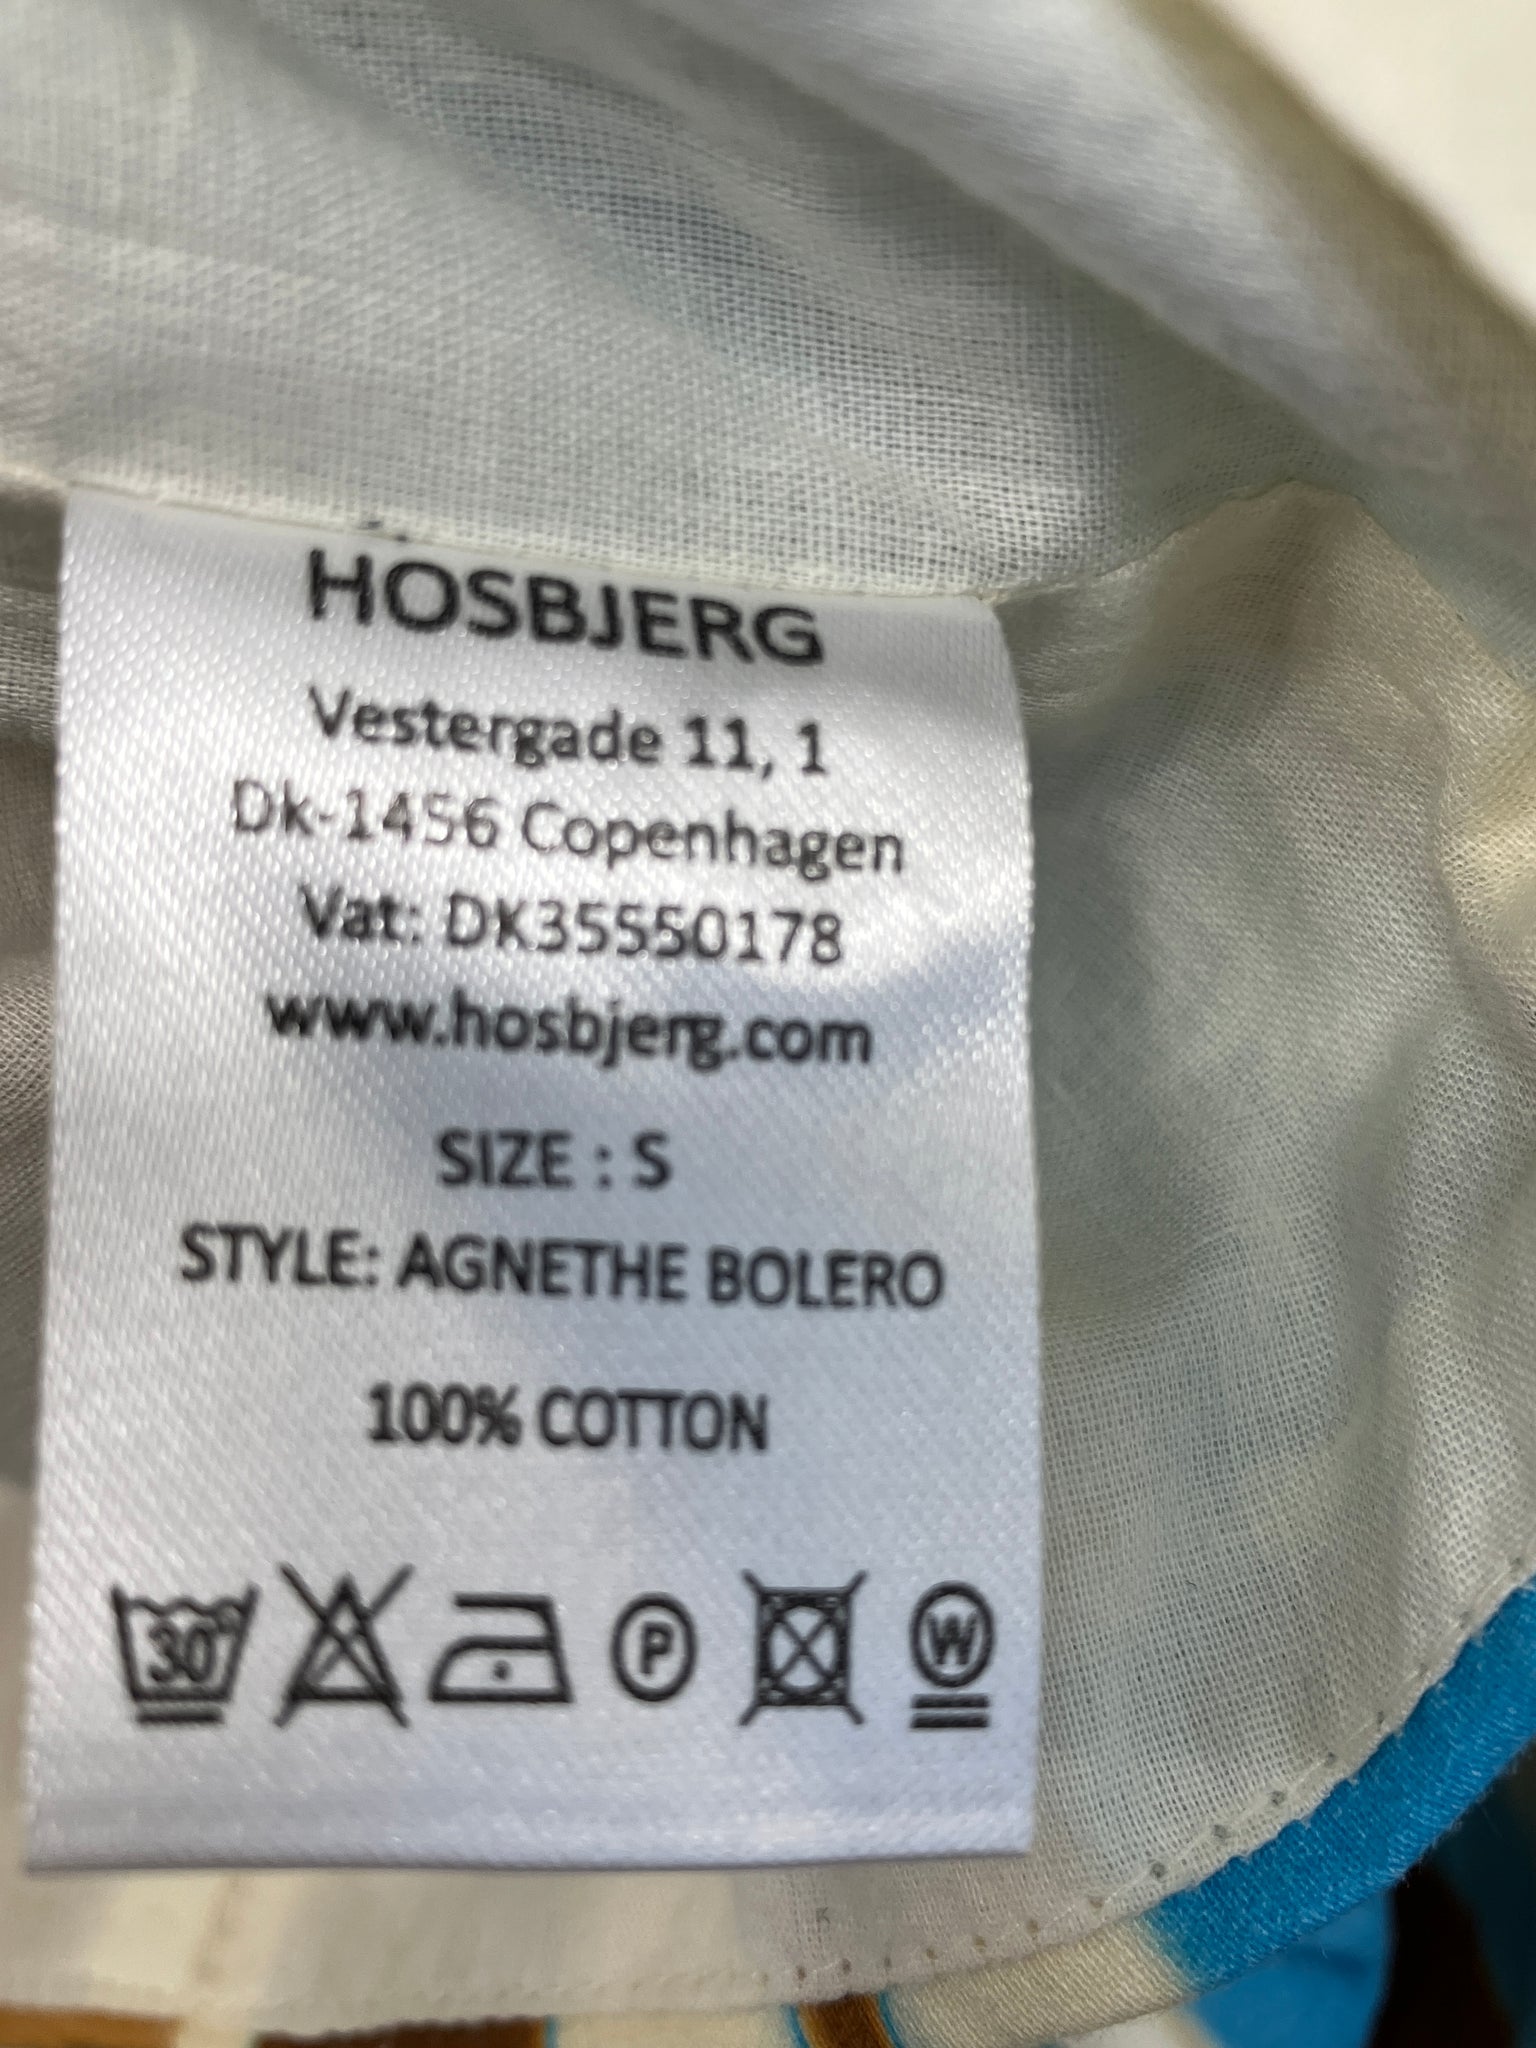 HOSBJERG
Vestergade 11, 1
Dk-1456 Copenhagen
Vat: DK35550178
www.hosbjerg.com
SIZE : S
STYLE: AGNETHE BOLERO
100% COTTON
30° P W